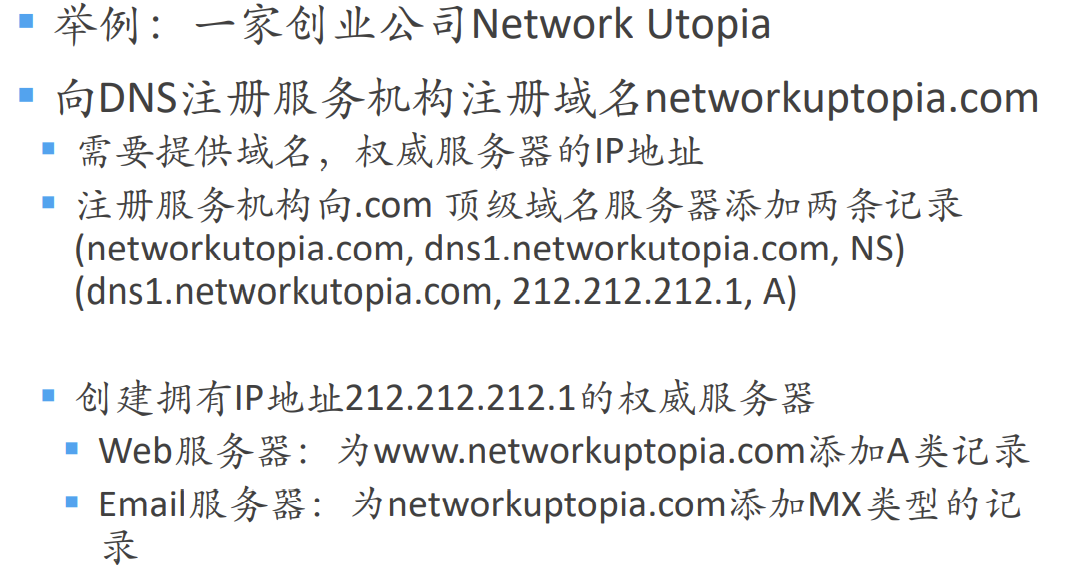 举例：一家创业公司Network Utopia
向DNS注册服务机构注册域名networkuptopia.com
需要提供域名，权威服务器的IP地址
注册服务机构向.com 顶级域名服务器添加两条记录
(networkutopia.com, dns1.networkutopia.com, NS)
(dns1.networkutopia.com, 212.212.212.1, A)
创建拥有IP地址212.212.212.1的权威服务器
Web服务器：为www.networkuptopia.com添加A类记录
Email服务器：为networkuptopia.com添加MX类型的记
录